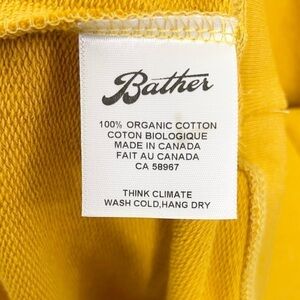 Bather
100% ORGANIC COTTON
COTON BIOLOGIQUE
MADE IN CANADA
FAIT AU CANADA
CA 58967
THINK CLIMATE
WASH COLD,HANG DRY